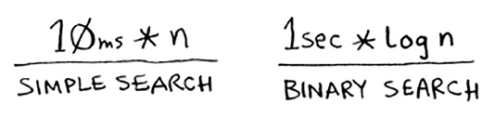 10ms * n
SIMPLE SEARCH
1sec * log n
BINARY SEARCH